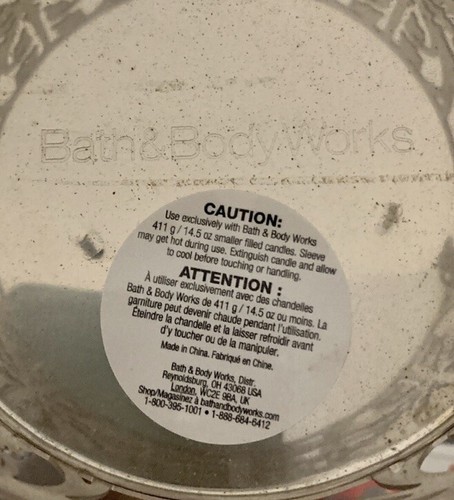 Bath&BodyWorks
CAUTION:
Use exclusively with Bath & Body Works
411 g / 14.5 oz smaller filled candles. Sleeve
may get hot during use. Extinguish candle and allow
to cool before touching or handling.
ATTENTION :
À utiliser exclusivement avec des chandelles
Bath & Body Works de 411 g / 14.5 oz ou moins. La
garniture peut devenir chaude pendant l'utilisation.
Éteindre la chandelle et la laisser refroidir avant
d'y toucher ou de la manipuler.
Made in China. Fabriqué en Chine.
Bath & Body Works, Distr.
Reynoldsburg, OH 43068 USA
London, WC2E 9BA, UK
Shop/Magasinez à bathandbodyworks.com
1-800-395-1001 • 1-888-684-6412